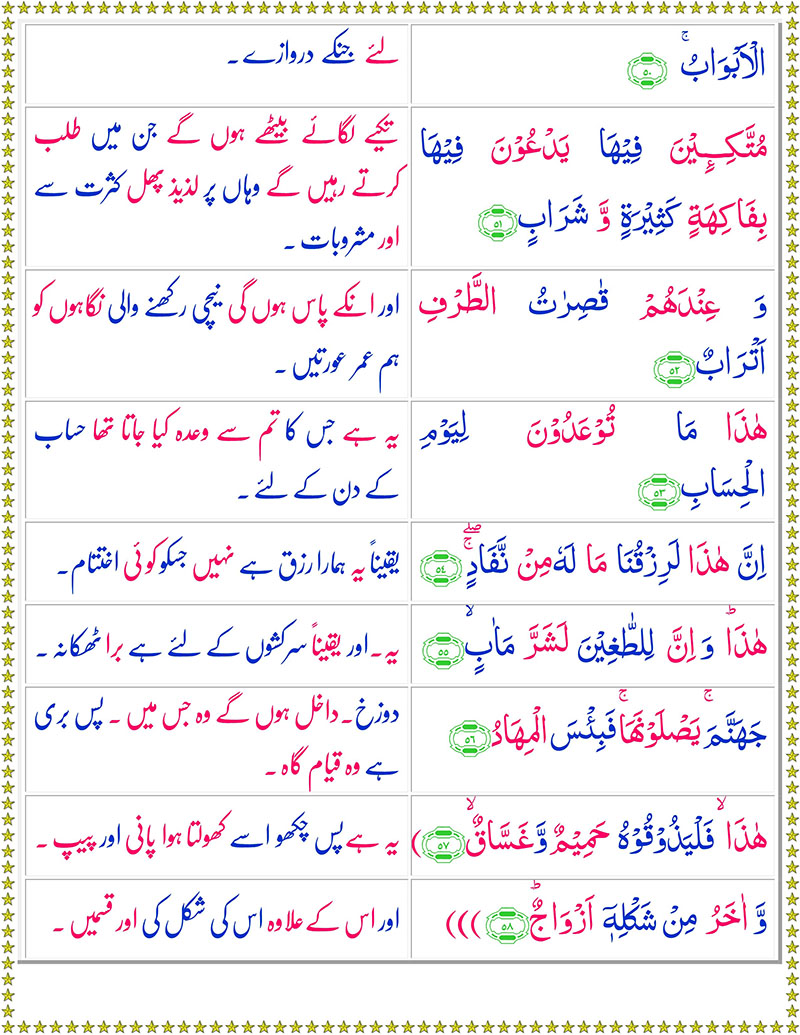 الْاَبْوَابُۚ ﴿۵۰﴾
لئے جنکے دروازے۔
مُتَّكِـــِٕيْنَ فِيْهَا يَدْعُوْنَ فِيْهَا
بِفَاكِهَةٍ كَثِيْرَةٍ وَّ شَرَابٍ ﴿۵۱﴾
تکیے لگائے بیٹھے ہوں گے جن میں طلب
کرتے رہیں گے وہاں پر لذیذ پھل کثرت سے
اور مشروبات۔
وَ عِنْدَهُمْ قٰصِرٰتُ الطَّرْفِ
اَتْرَابٌ ﴿۵۲﴾
اور انکے پاس ہوں گی نیچی رکھنے والی نگاہوں کو
ہم عمر عورتیں۔
هٰذَا مَا تُوْعَدُوْنَ لِيَوْمِ
الْحِسَابِ ﴿۵۳﴾
یہ ہے جس کا تم سے وعدہ کیا جاتا تھا حساب
کے دن کے لئے۔
اِنَّ هٰذَا لَرِزْقُنَا مَا لَهٗ مِنْ نَّفَادٍۚۖ ﴿۵۴﴾
یقیناً یہ ہمارا رزق ہے نہیں جسکو کوئی اختتام۔
هٰذَاؕ وَ اِنَّ لِلطّٰغِيْنَ لَشَرَّ مَاٰبٍۙ ﴿۵۵﴾
یہ۔ اور یقیناً سرکشوں کے لئے ہے برا ٹھکانہ۔
جَهَنَّمَۚ يَصْلَوْنَهَاۚ فَبِئْسَ الْمِهَادُ ﴿۵۶﴾
دوزخ۔ داخل ہوں گے وہ جس میں۔ پس بری
ہے وہ قیام گاہ۔
هٰذَاۙ فَلْيَذُوْقُوْهُ حَمِيْمٌ وَّ غَسَّاقٌۙ ﴿۵۷﴾)
یہ ہے پس چکھو اسے کھولتا ہوا پانی اور پیپ۔
وَّ اٰخَرُ مِنْ شَكْلِهٖۤ اَزْوَاجٌؕ ﴿۵۸﴾ )))
اور اس کے علاوہ اس کی شکل کی اور قسمیں۔